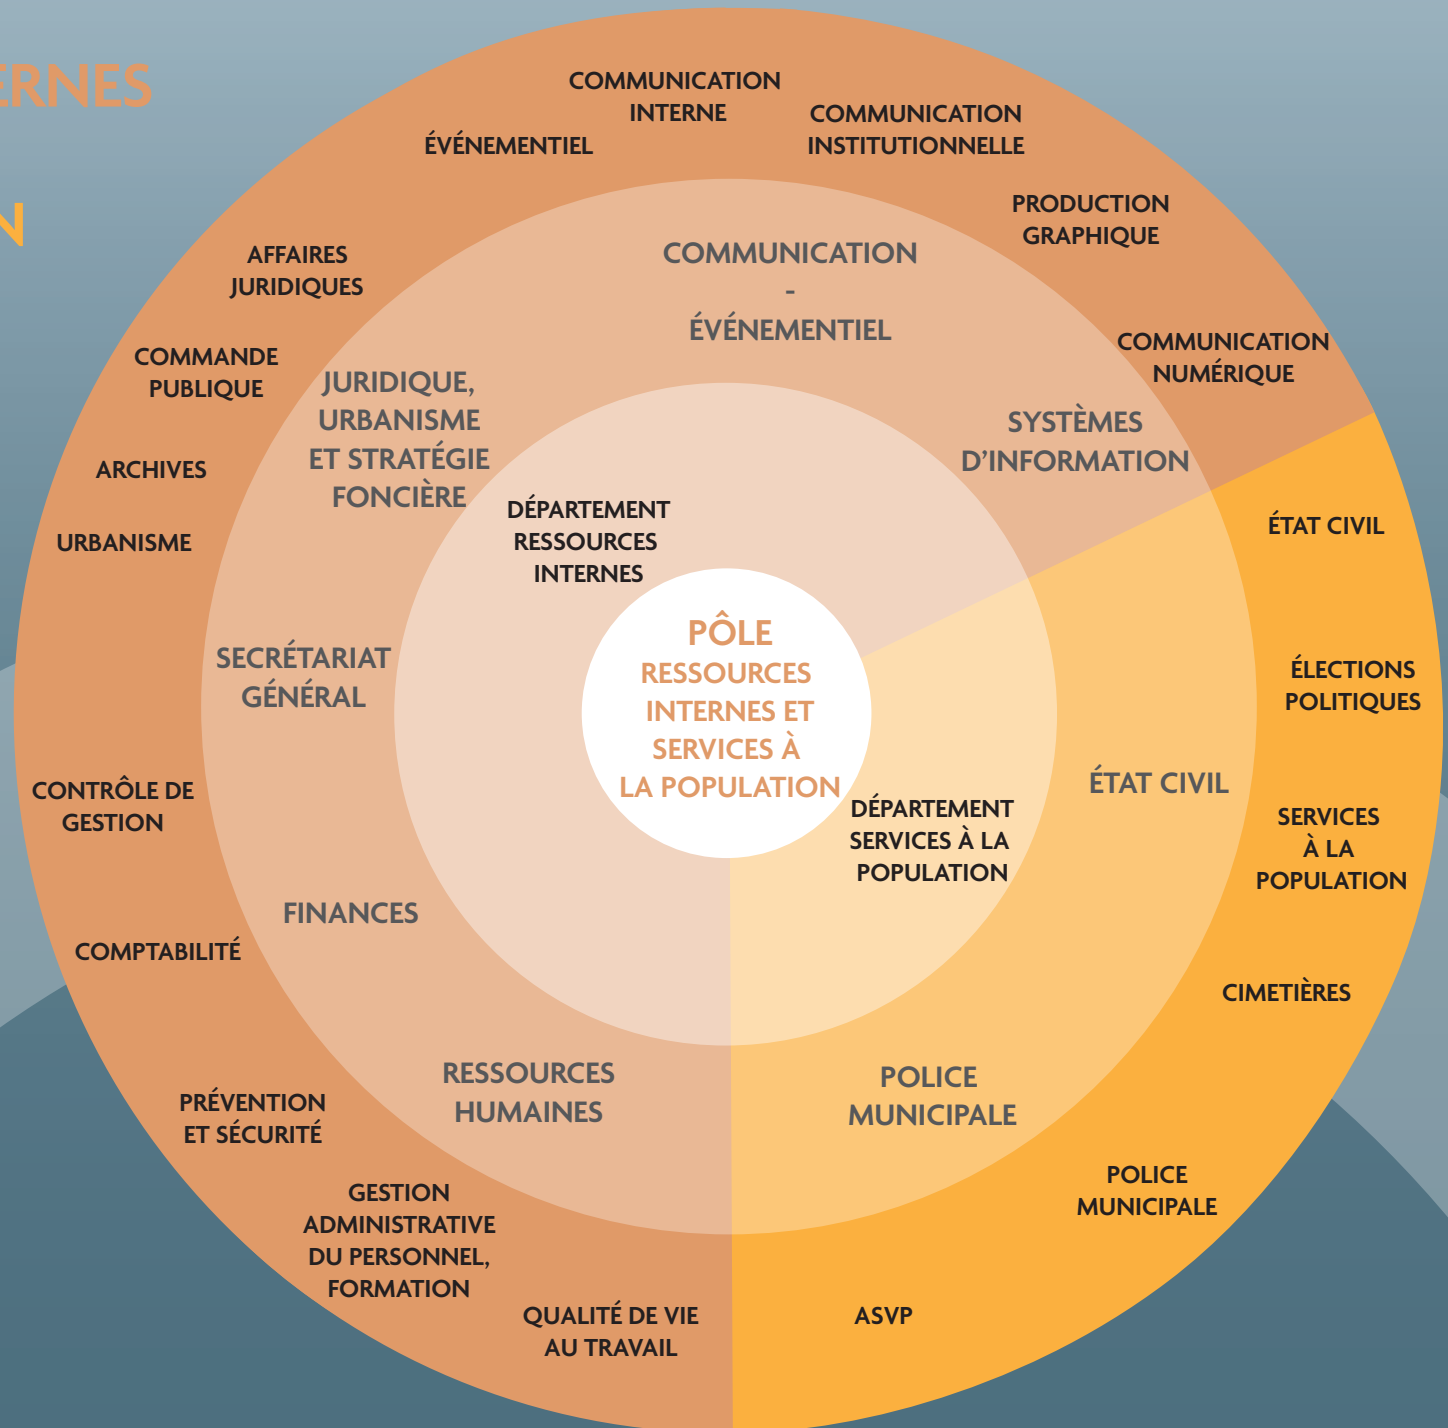 ERNES
N
COMMUNICATION
INTERNE
COMMUNICATION
INSTITUTIONNELLE
ÉVÉNEMENTIEL
PRODUCTION
GRAPHIQUE
AFFAIRES
JURIDIQUES
COMMUNICATION
NUMÉRIQUE
COMMANDE
PUBLIQUE
ARCHIVES
URBANISME
CONTRÔLE DE
GESTION
COMPTABILITÉ
PRÉVENTION
ET SÉCURITÉ
GESTION
ADMINISTRATIVE
DU PERSONNEL,
FORMATION
QUALITÉ DE VIE
AU TRAVAIL
COMMUNICATION
-
ÉVÉNEMENTIEL
JURIDIQUE,
URBANISME
ET STRATÉGIE
FONCIÈRE
SYSTÈMES
D'INFORMATION
SECRÉTARIAT
GÉNÉRAL
FINANCES
RESSOURCES
HUMAINES
DÉPARTEMENT
RESSOURCES
INTERNES
PÔLE
RESSOURCES
INTERNES ET
SERVICES À
LA POPULATION
DÉPARTEMENT
SERVICES À LA
POPULATION
ÉTAT CIVIL
POLICE
MUNICIPALE
ÉTAT CIVIL
ÉLECTIONS
POLITIQUES
SERVICES
À LA
POPULATION
CIMETIÈRES
POLICE
MUNICIPALE
ASVP